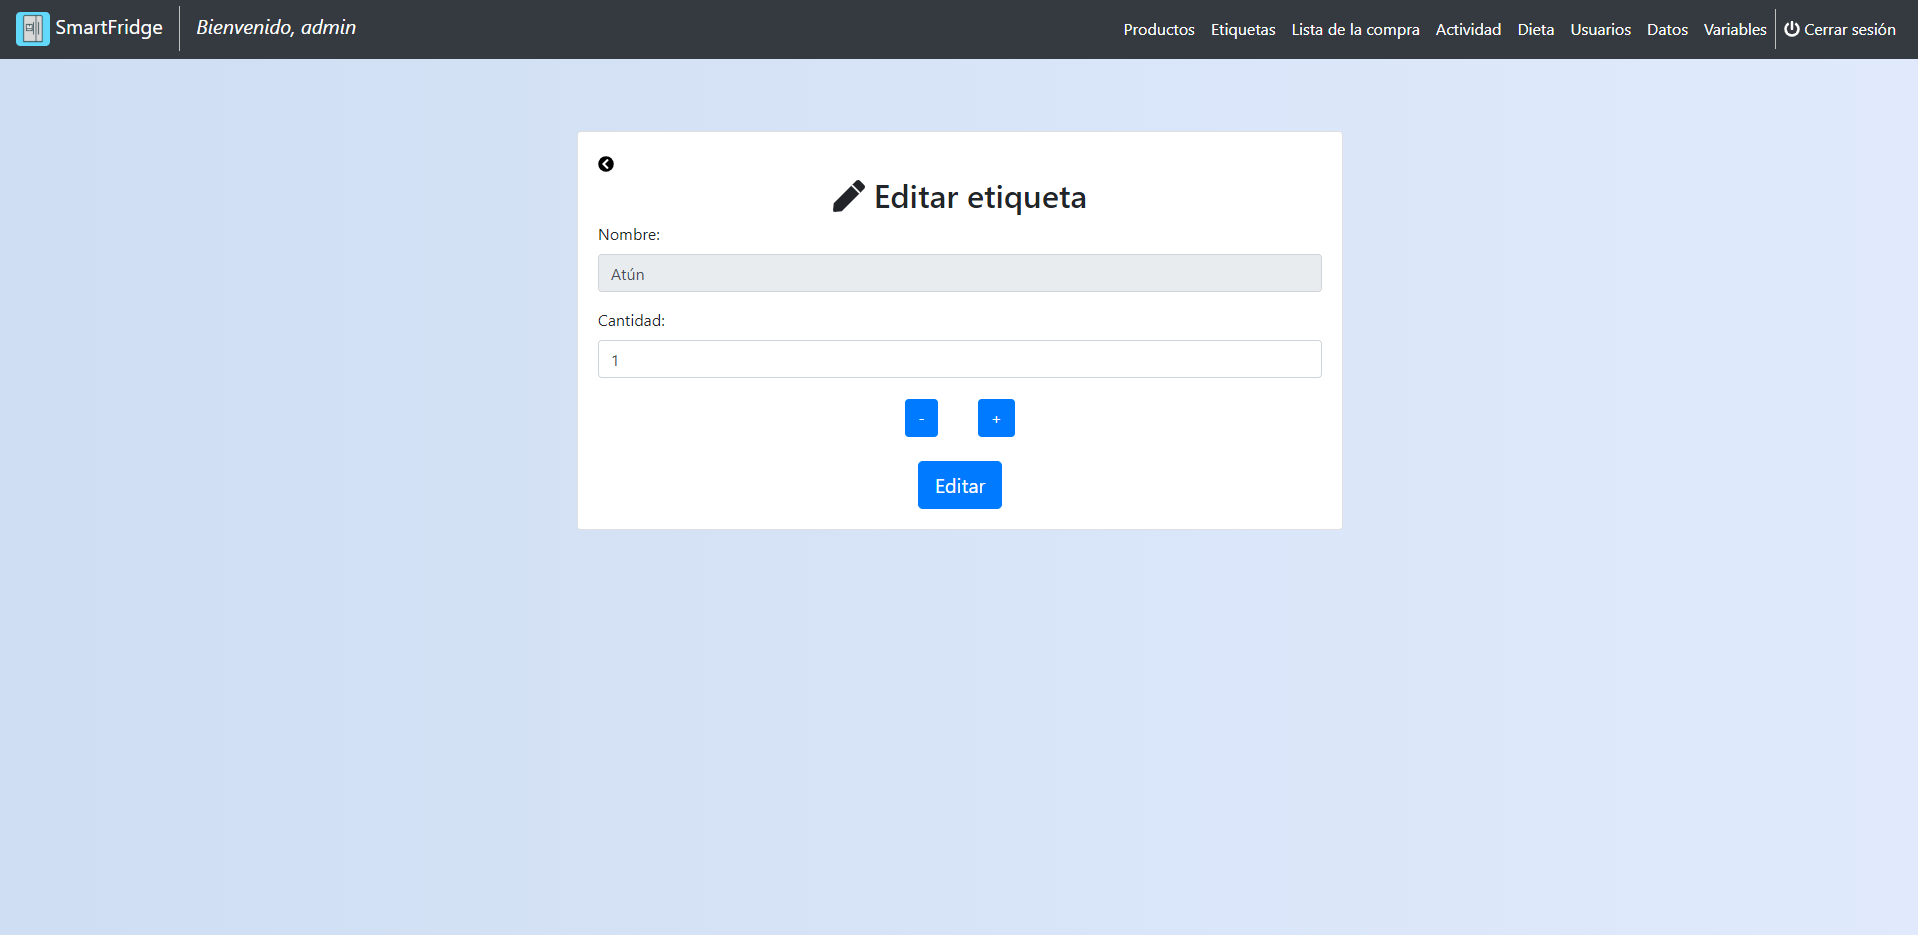 SmartFridge
Bienvenido, admin
Productos Etiquetas Lista de la compra Actividad Dieta Usuarios Datos Variables Cerrar sesión
Editar etiqueta
Nombre:
Atún
Cantidad:
1
- +
Editar